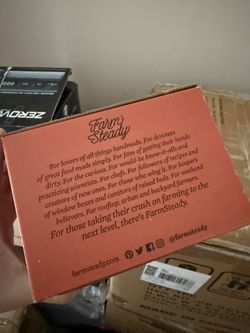 Farm
Steady
For lovers of all things handmade. For devotees
of great food made simply. For fans of getting their hands
dirty. For the curious. For would-be know-it-alls and
practicing scientists. For chefs. For followers of recipes and
creators of new ones. For those who wing it. For keepers
of window boxes and curators of raised beds. For weekend
believers. For rooftop, urban and backyard farmers.
For those taking their crush on farming to the
next level, there's FarmSteady.
farmsteady.com
@farmsteady